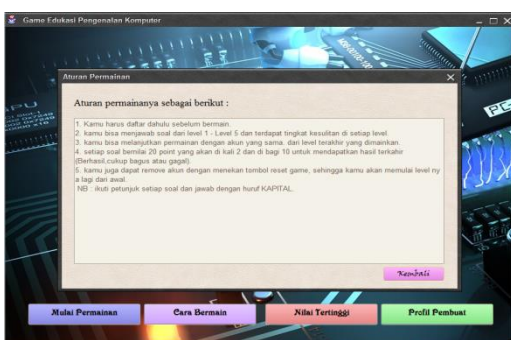 Game Edukasi Pengenalan Komputer
Aturan Permainan
Aturan permainanya sebagai berikut :
1. Kamu harus daftar dahulu sebelum bermain.
2. kamu bisa menjawab soal dari level 1 - Level 5 dan terdapat tingkat kesulitan di setiap level.
3. kamu bisa melanjutkan permainan dengan akun yang sama. dari level terakhir yang dimainkan.
4. setiap soal bernilai 20 point yang akan di kali 2 dan di bagi 10 untuk mendapatkan hasil terkahir
(Berhasil,cukup bagus atau gagal).
5. kamu juga dapat remove akun dengan menekan tombol reset game, sehingga kamu akan memulai level ny
a lagi dari awal.
NB : ikuti petunjuk setiap soal dan jawab dengan huruf KAPITAL.
Kembali
Mulai Permainan
Cara Bermain
Nilai Tertinggi
Profil Pembuat